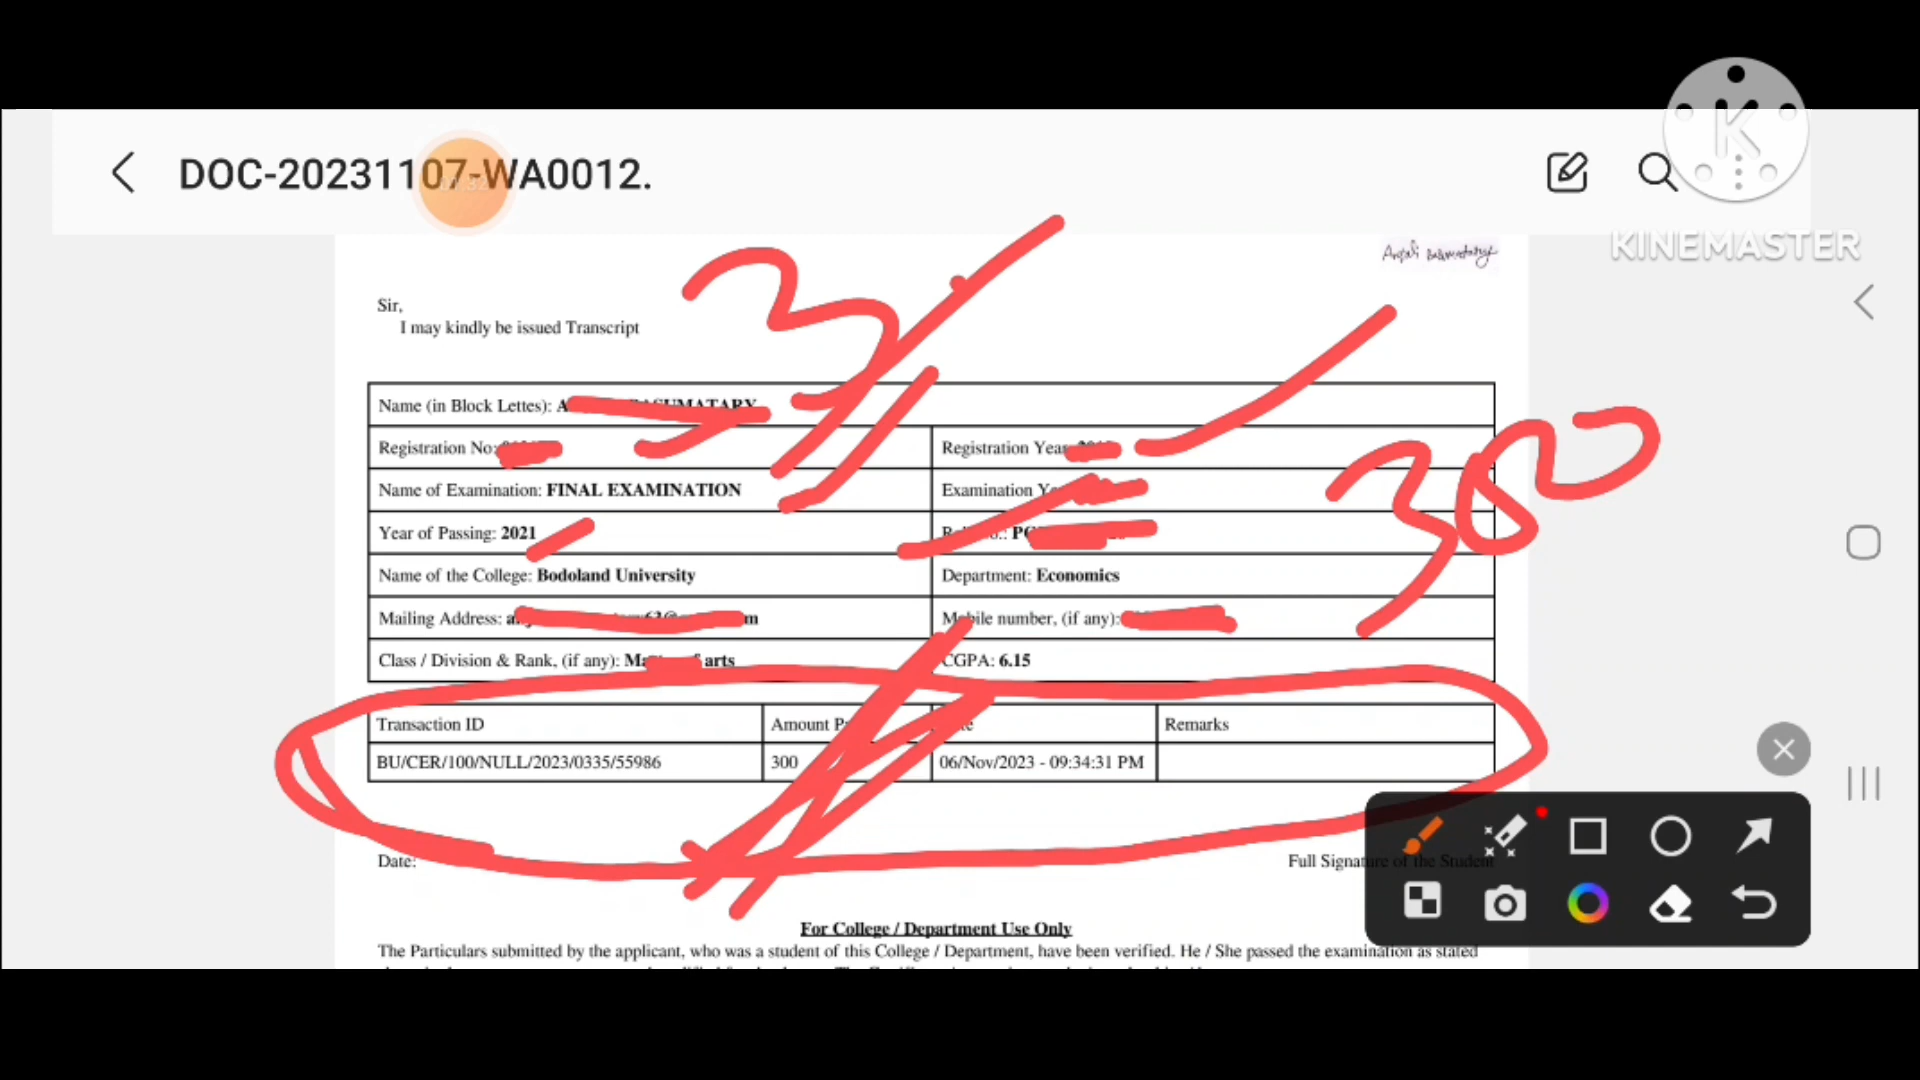 DOC-20231107-WA0012.
KINEMASTER
Sir,
I may kindly be issued Transcript
Name (in Block Lettes):
Registration No:
Registration Year
Name of Examination: FINAL EXAMINATION
Examination
Year of Passing: 2021
Name of the College: Bodoland University
Department: Economics
Mailing Address:
Mobile number, (if any):
Class / Division & Rank, (if any): arts
CGPA: 6.15
300
Transaction ID Amount Remarks
BU/CER/100/NULL/2023/0335/55986 300 06/Nov/2023 - 09:34:31 PM
Date:
Full Signature of the Student
For College / Department Use Only
The Particulars submitted by the applicant, who was a student of this College / Department, have been verified. He / She passed the examination as stated